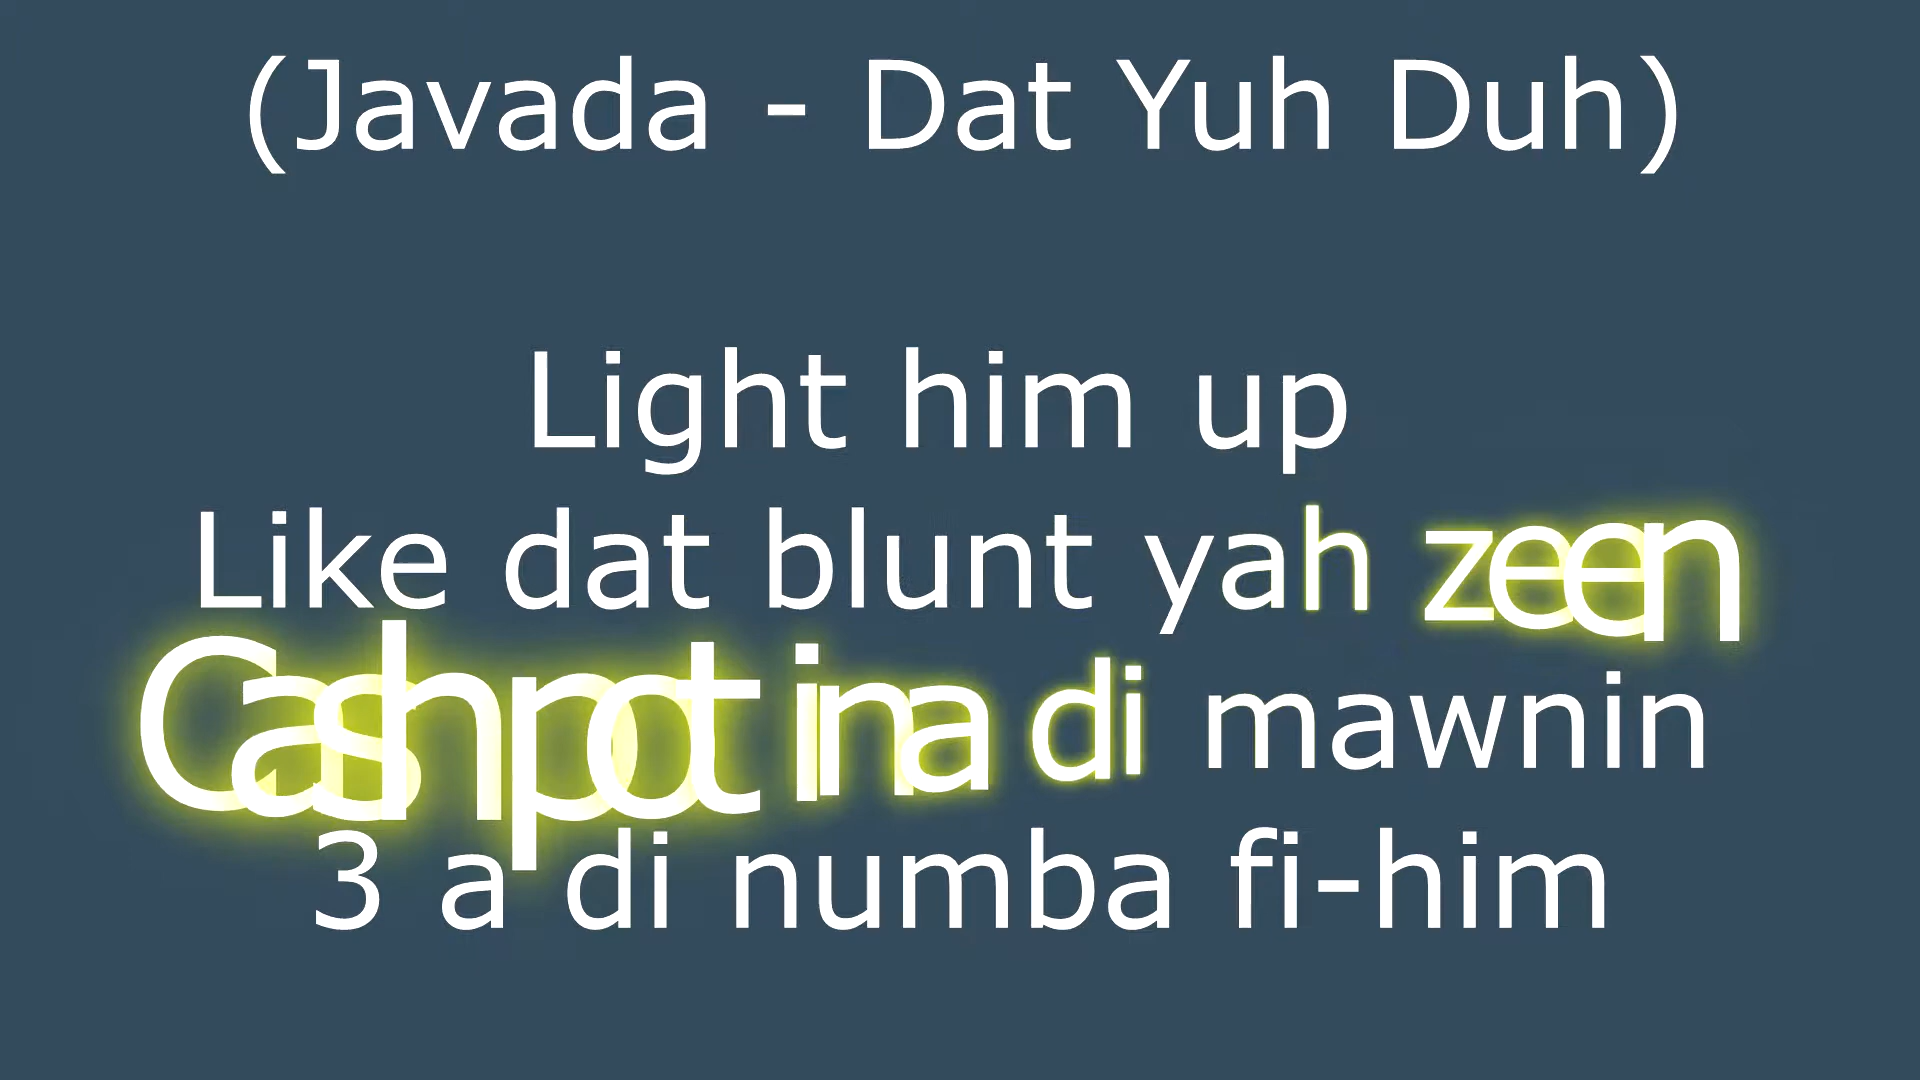 (Javada - Dat Yuh Duh)
Light him up
Like dat blunt yah zeen
Cashpot ina di mawnin
3 a di numba fi-him